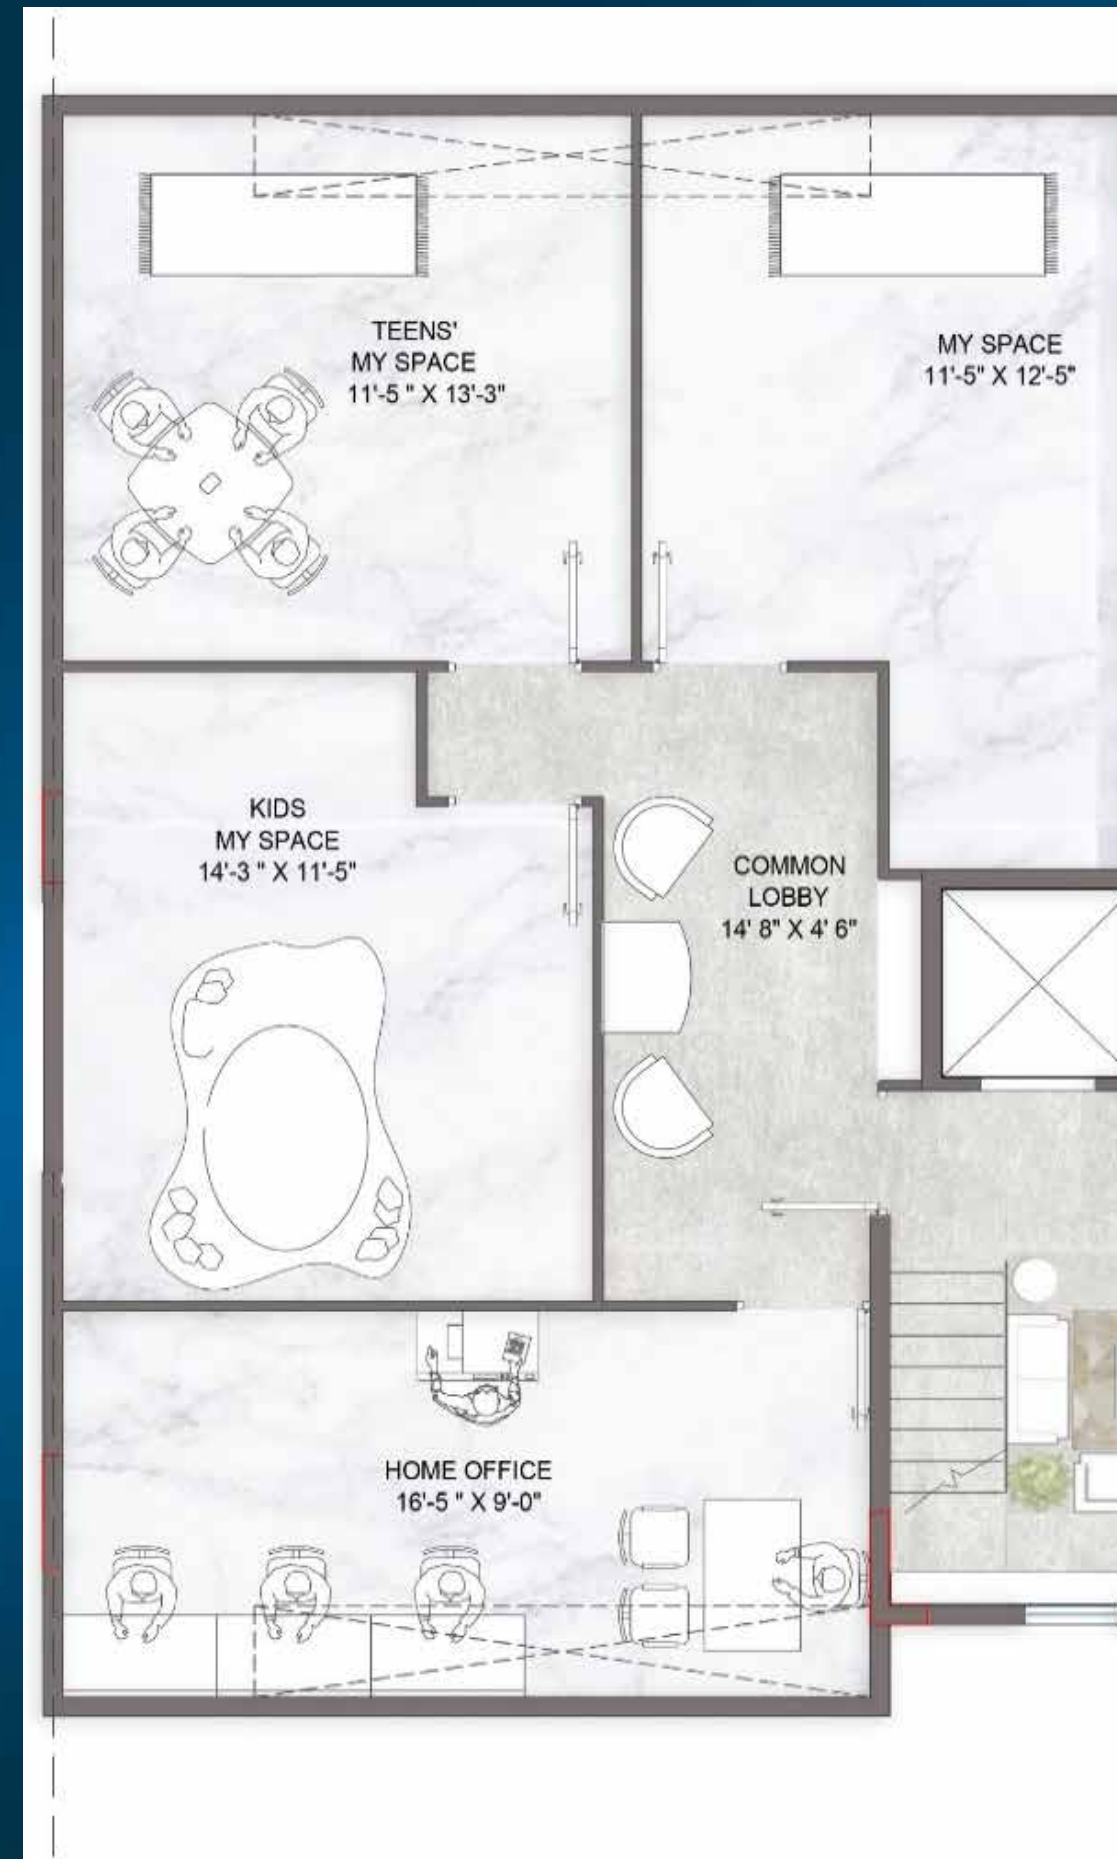 TEENS'
MY SPACE
11'-5 " X 13'-3"
MY SPACE
11'-5" X 12'-5"
KIDS
MY SPACE
14'-3 " X 11'-5"
COMMON
LOBBY
14' 8" X 4' 6"
HOME OFFICE
16'-5 " X 9'-0"